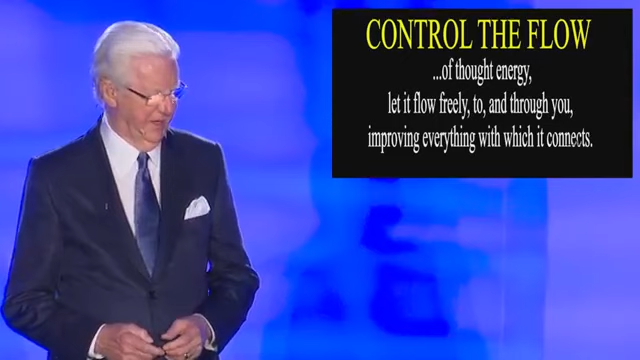 CONTROL THE FLOW
...of thought energy,
let it flow freely, to, and through you,
improving everything with which it connects.